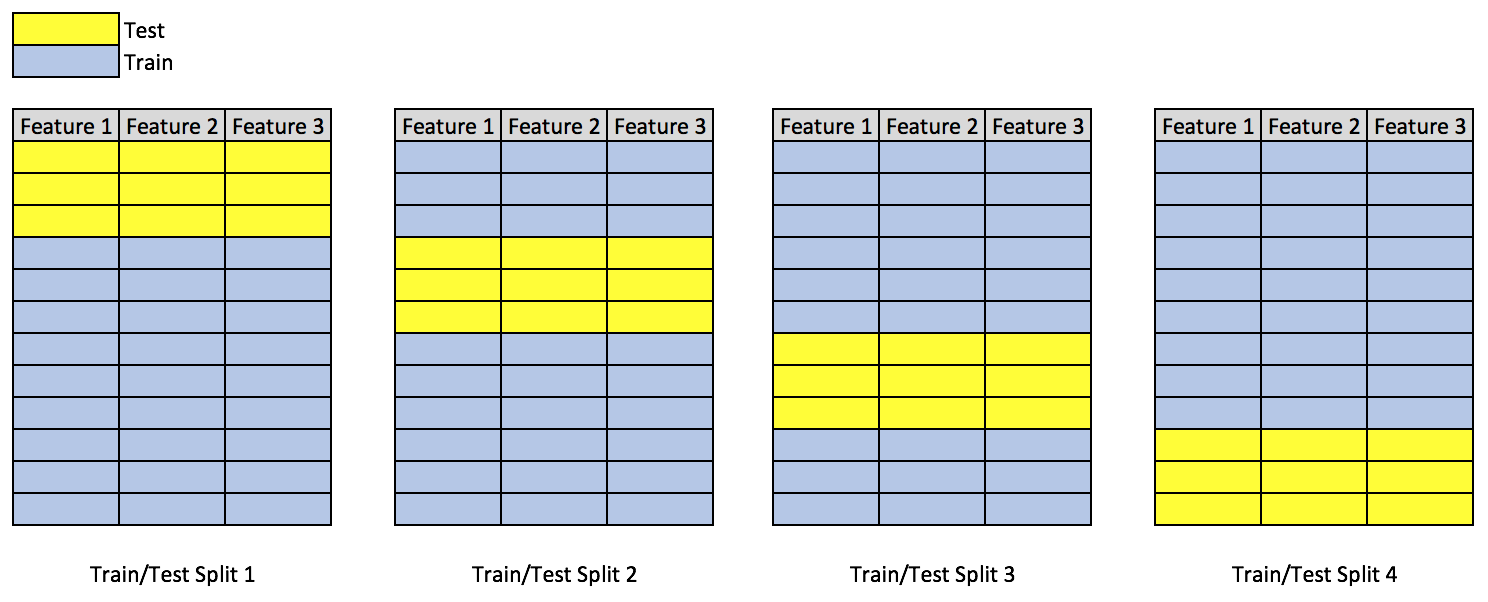 Test
Train
Feature 1 Feature 2 Feature 3
Feature 1 Feature 2 Feature 3
Feature 1 Feature 2 Feature 3
Feature 1 Feature 2 Feature 3
Train/Test Split 1
Train/Test Split 2
Train/Test Split 3
Train/Test Split 4